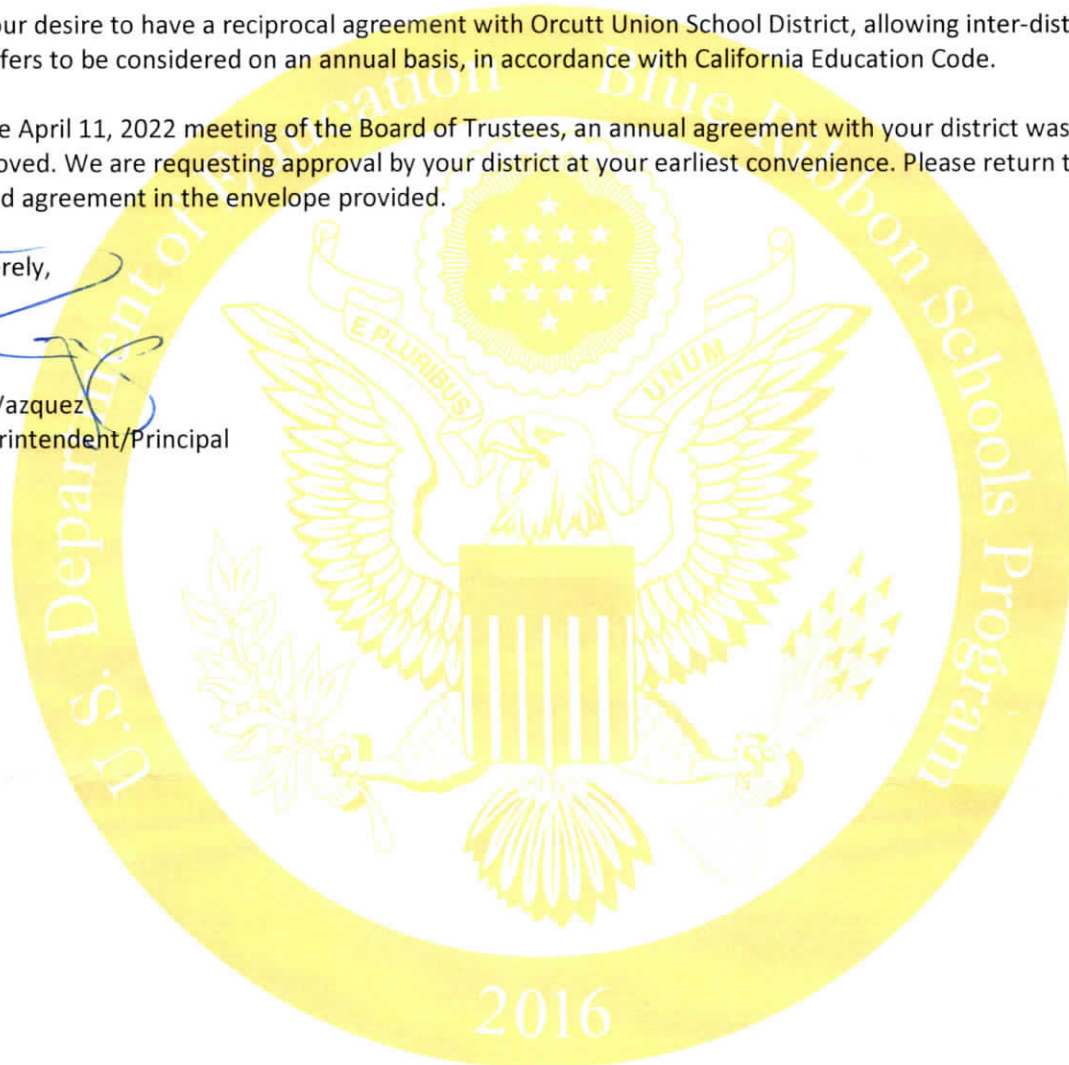 our desire to have a reciprocal agreement with Orcutt Union School District, allowing inter-dist
fers to be considered on an annual basis, in accordance with California Education Code.
e April 11, 2022 meeting of the Board of Trustees, an annual agreement with your district was
oved. We are requesting approval by your district at your earliest convenience. Please return t
d agreement in the envelope provided.
rely,
Vazquez
rintendent/Principal
U.S. Department of Education Blue Ribbon Schools Program
E PLURIBUS UNUM
2016